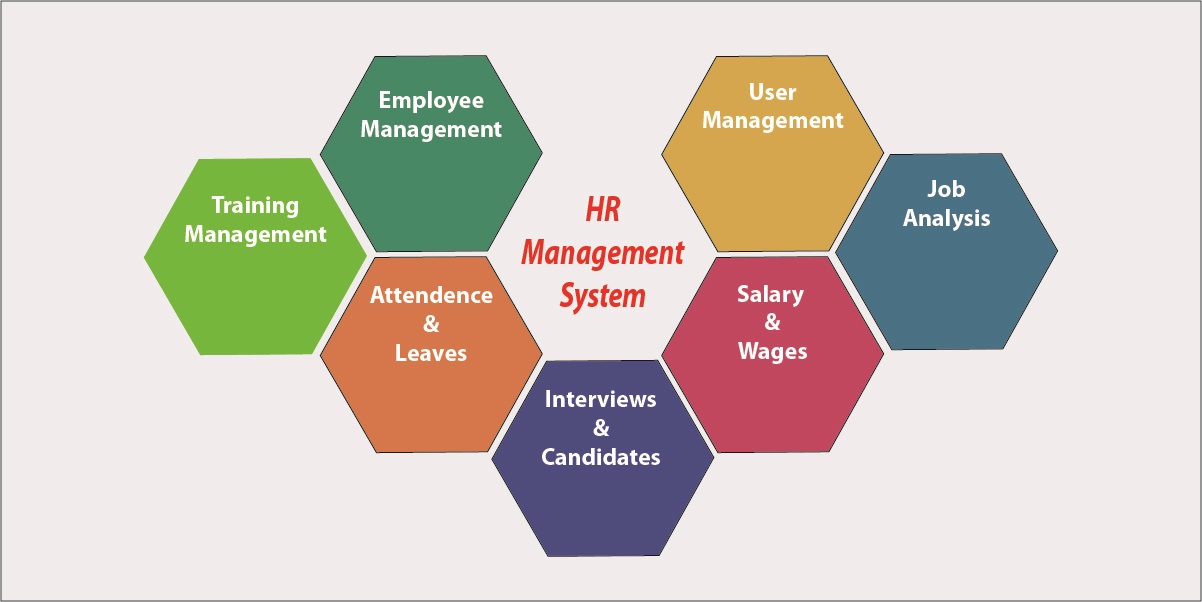 Employee
Management
User
Management
Training
Management
Job
Analysis
HR
Management
System
Attendence
&
Leaves
Salary
&
Wages
Interviews
&
Candidates